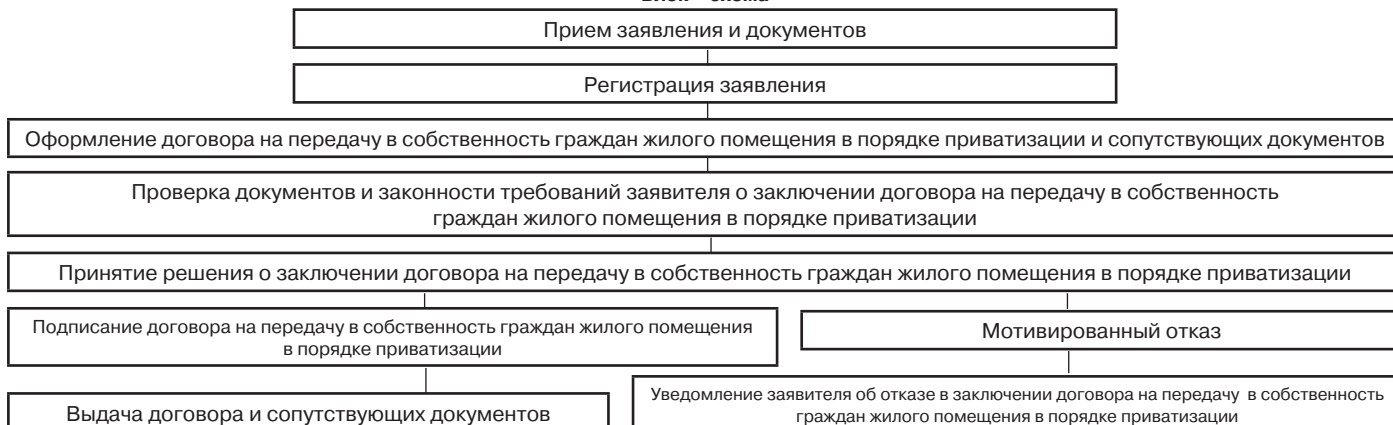 Прием заявления и документов
Регистрация заявления
Оформление договора на передачу в собственность граждан жилого помещения в порядке приватизации и сопутствующих документов
Проверка документов и законности требований заявителя о заключении договора на передачу в собственность
граждан жилого помещения в порядке приватизации
Принятие решения о заключении договора на передачу в собственность граждан жилого помещения в порядке приватизации
Подписание договора на передачу в собственность граждан жилого помещения
в порядке приватизации
Мотивированный отказ
Выдача договора и сопутствующих документов
Уведомление заявителя об отказе в заключении договора на передачу в собственность
граждан жилого помещения в порядке приватизации